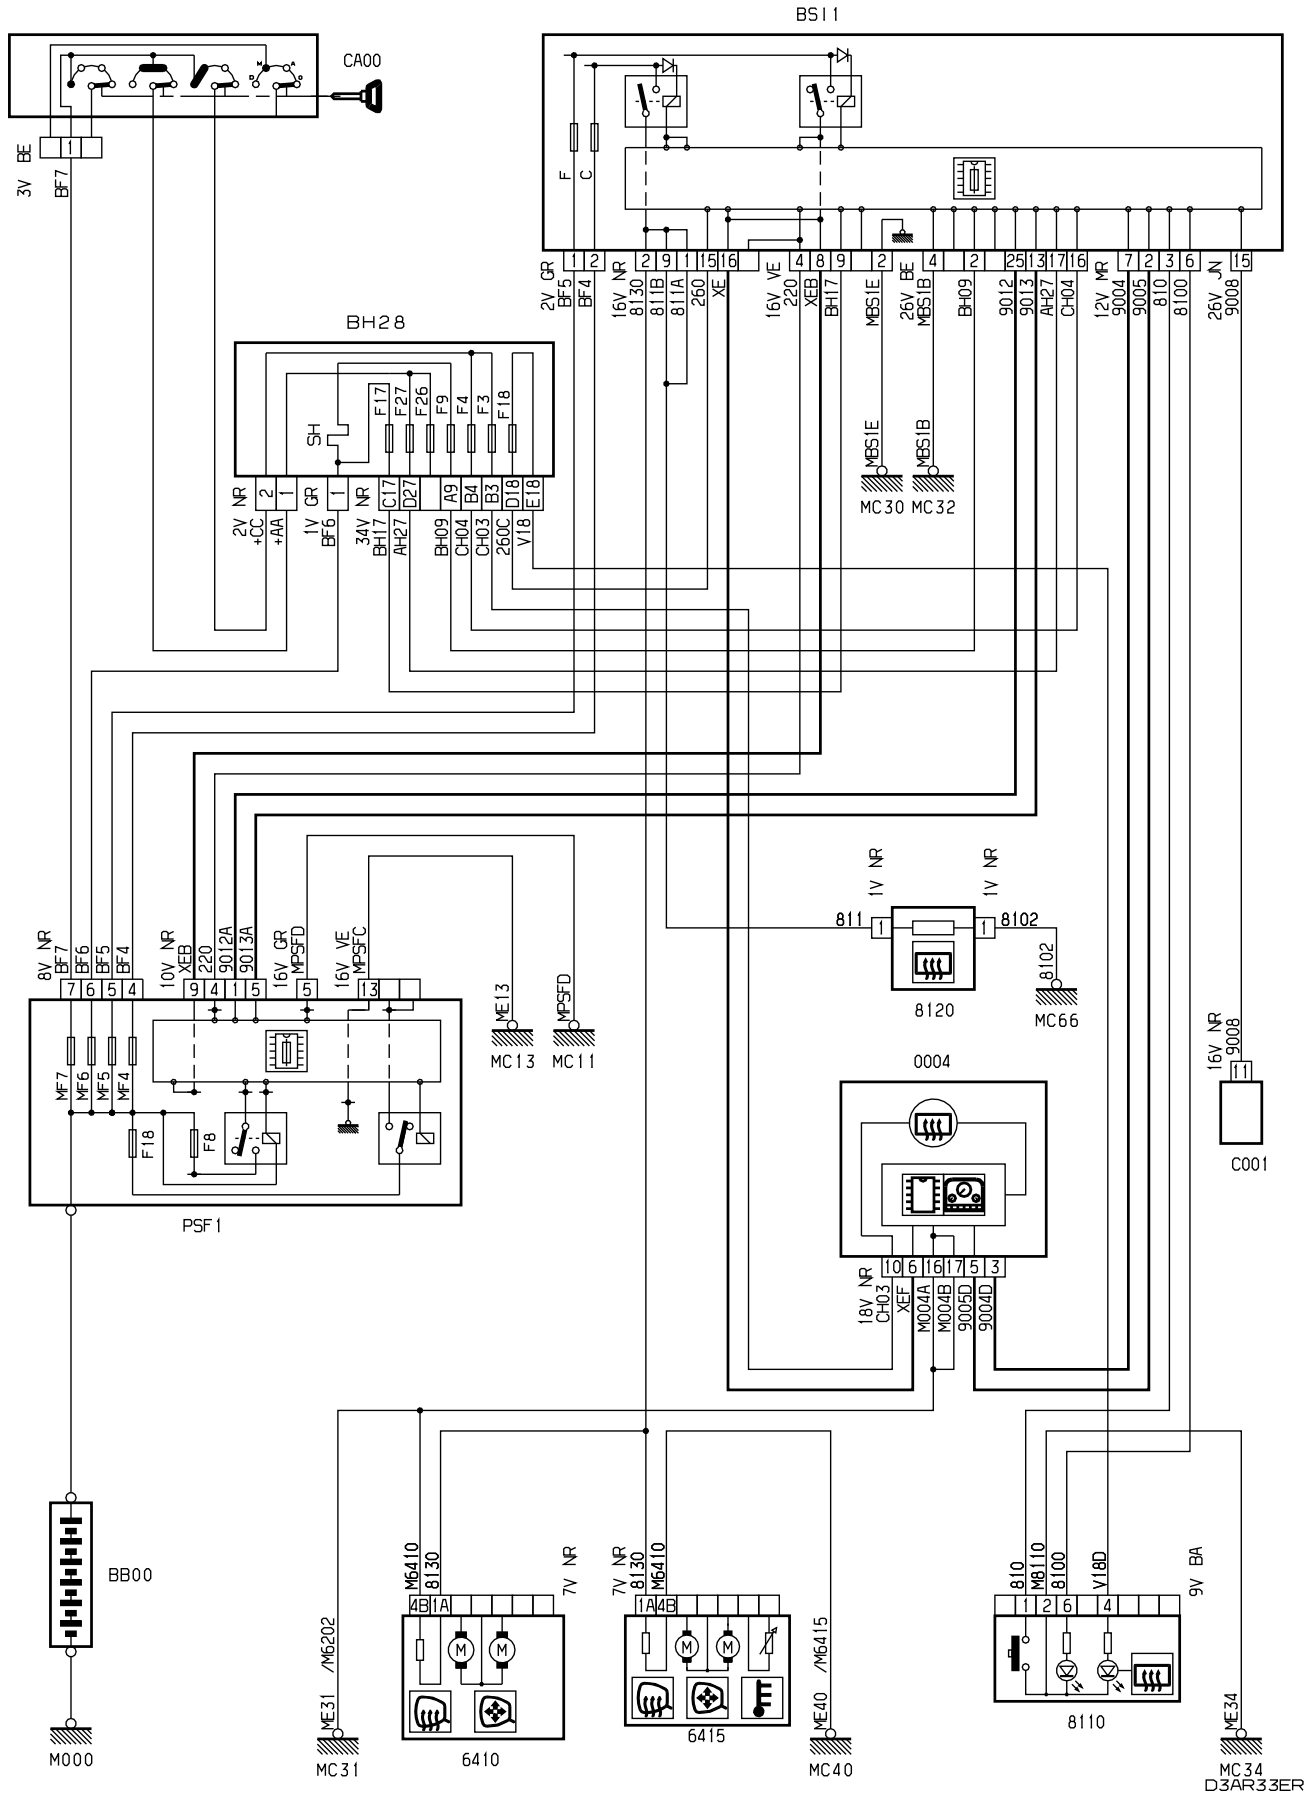 BSI1
CA00
M
A
D
O
1
3V BE
BF7
F
C
1
2
2
9
1
15
16
4
8
9
2
4
2
25
13
17
16
7
2
3
6
15
2V GR
BF5
BF4
16V NR
8130
811B
811A
260
XE
16V VE
220
XEB
BH17
MBS1E
26V BE
MBS1B
BH09
9012
9013
AH27
CH04
12V MR
9004
9005
810
8100
26V JN
9008
BH28
SH
F17
F27
F26
F9
F4
F3
F18
2
1
1
C17
D27
A9
B4
B3
D18
E18
2V NR
+CC
+AA
1V GR
BF6
34V NR
BH17
AH27
BH09
CH04
CH03
260C
V18
MBS1E
MBS1B
MC30
MC32
1V NR
1V NR
811
1
1
8102
8102
8120
MC66
8V NR
BF7
BF6
BF5
BF4
10V NR
XEB
220
9012A
9013A
16V GR
MPSFD
16V VE
MPSFC
7
6
5
4
9
4
1
5
5
13
ME13
MPSFD
MC13
MC11
MF7
MF6
MF5
MF4
F18
F8
PSF1
16V NR
9008
11
C001
0004
10
6
16
17
5
3
18V NR
CH03
XEF
M004A
M004B
9005D
9004D
BB00
M000
M6410
8130
7V NR
4B
1A
M
M
6410
ME31 /M6202
MC31
7V NR
8130
M6410
1A
4B
M
M
6415
ME40 /M6415
MC40
810
M8110
8100
V18D
9V BA
1
2
6
4
8110
ME34
MC34
D3AR33ER